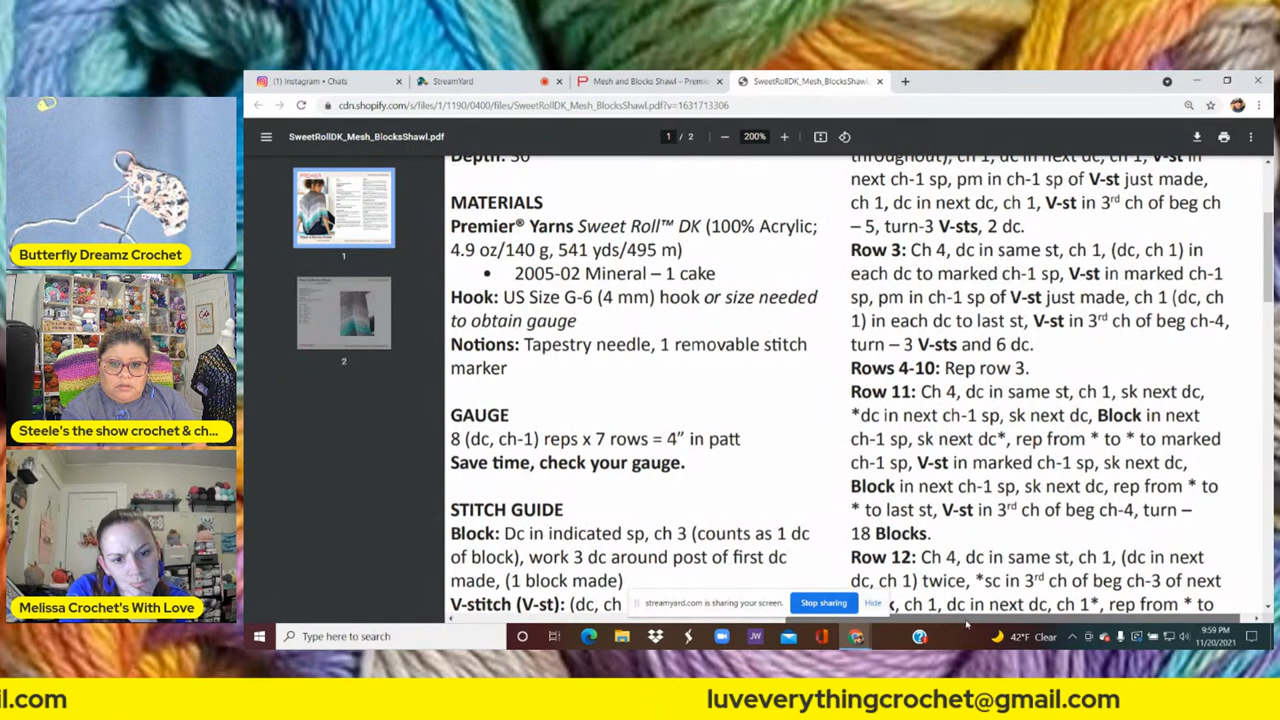 Instagram • Chats
StreamYard
Mesh and Blocks Shawl – Premi
SweetRollDK_Mesh_BlocksShawl.
cdn.shopify.com/s/files/1/1190/0400/files/SweetRollDK_Mesh_BlocksShawl.pdf?v=1631713306
SweetRollDK_Mesh_BlocksShawl.pdf
1 / 2
200%
1
2
Depth: 30
MATERIALS
Premier® Yarns Sweet Roll™ DK (100% Acrylic;
4.9 oz/140 g, 541 yds/495 m)
• 2005-02 Mineral – 1 cake
Hook: US Size G-6 (4 mm) hook or size needed
to obtain gauge
Notions: Tapestry needle, 1 removable stitch
marker
GAUGE
8 (dc, ch-1) reps x 7 rows = 4” in patt
Save time, check your gauge.
STITCH GUIDE
Block: Dc in indicated sp, ch 3 (counts as 1 dc
of block), work 3 dc around post of first dc
made, (1 block made)
V-stitch (V-st): (dc, ch
throughout), ch 1, dc in next dc, ch 1, V-st in
next ch-1 sp, pm in ch-1 sp of V-st just made,
ch 1, dc in next dc, ch 1, V-st in 3rd ch of beg ch
– 5, turn-3 V-sts, 2 dc.
Row 3: Ch 4, dc in same st, ch 1, (dc, ch 1) in
each dc to marked ch-1 sp, V-st in marked ch-1
sp, pm in ch-1 sp of V-st just made, ch 1 (dc, ch
1) in each dc to last st, V-st in 3rd ch of beg ch-4,
turn – 3 V-sts and 6 dc.
Rows 4-10: Rep row 3.
Row 11: Ch 4, dc in same st, ch 1, sk next dc,
*dc in next ch-1 sp, sk next dc, Block in next
ch-1 sp, sk next dc*, rep from * to * to marked
ch-1 sp, V-st in marked ch-1 sp, sk next dc,
Block in next ch-1 sp, sk next dc, rep from * to
* to last st, V-st in 3rd ch of beg ch-4, turn –
18 Blocks.
Row 12: Ch 4, dc in same st, ch 1, (dc in next
dc, ch 1) twice, *sc in 3rd ch of beg ch-3 of next
, ch 1, dc in next dc, ch 1*, rep from * to
streamyard.com is sharing your screen.
Stop sharing
Hide
Type here to search
JW
42°F Clear
9:59 PM
11/20/2021
Butterfly Dreamz Crochet
Steele's the show crochet & ch...
Melissa Crochet's With Love
il.com
luveverythingcrochet@gmail.com